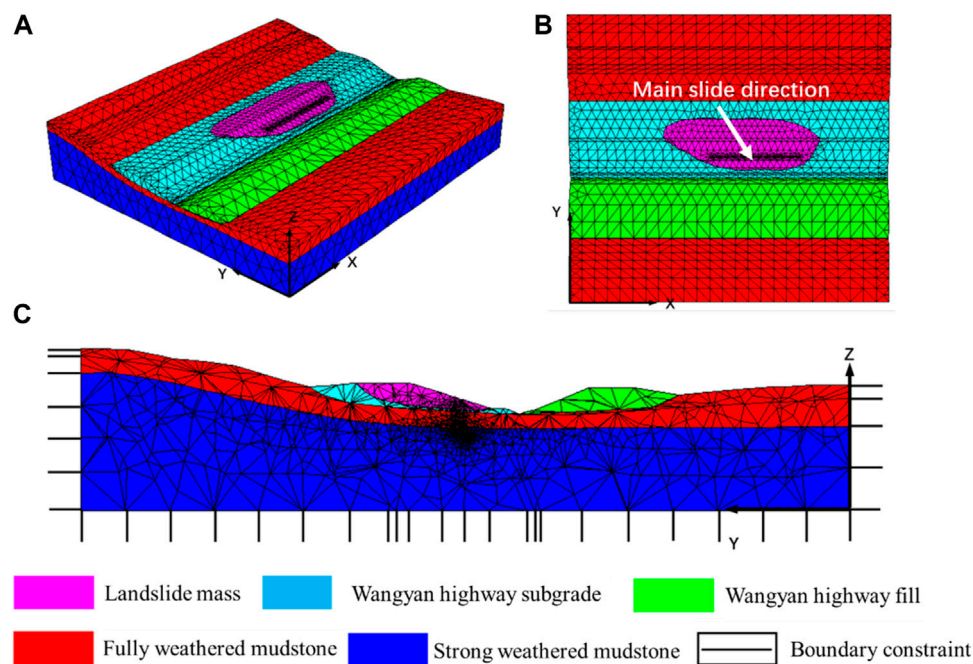 A
B
Main slide direction
Z
Y
X
Y
X
C
Z
Y
Landslide mass
Wangyan highway subgrade
Wangyan highway fill
Fully weathered mudstone
Strong weathered mudstone
Boundary constraint